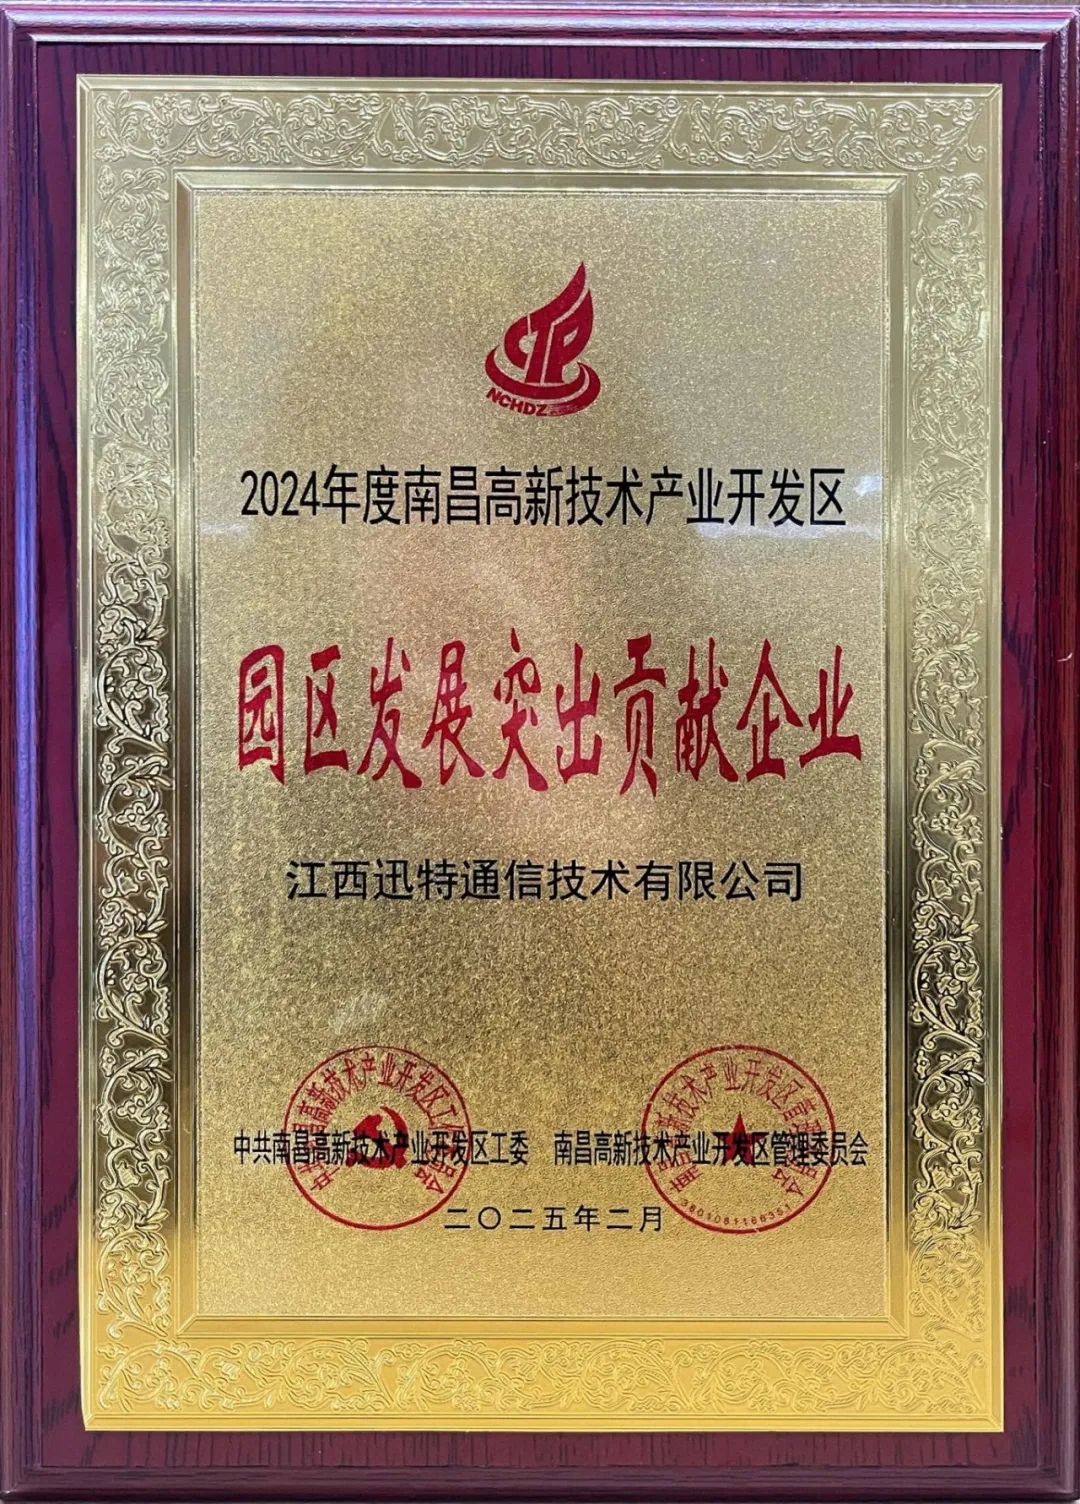 CTP
NCHDZ
2024年度南昌高新技术产业开发区
园区发展突出贡献企业
江西迅特通信技术有限公司
中共南昌高新技术产业开发区工委 南昌高新技术产业开发区管理委员会
二〇二五年二月